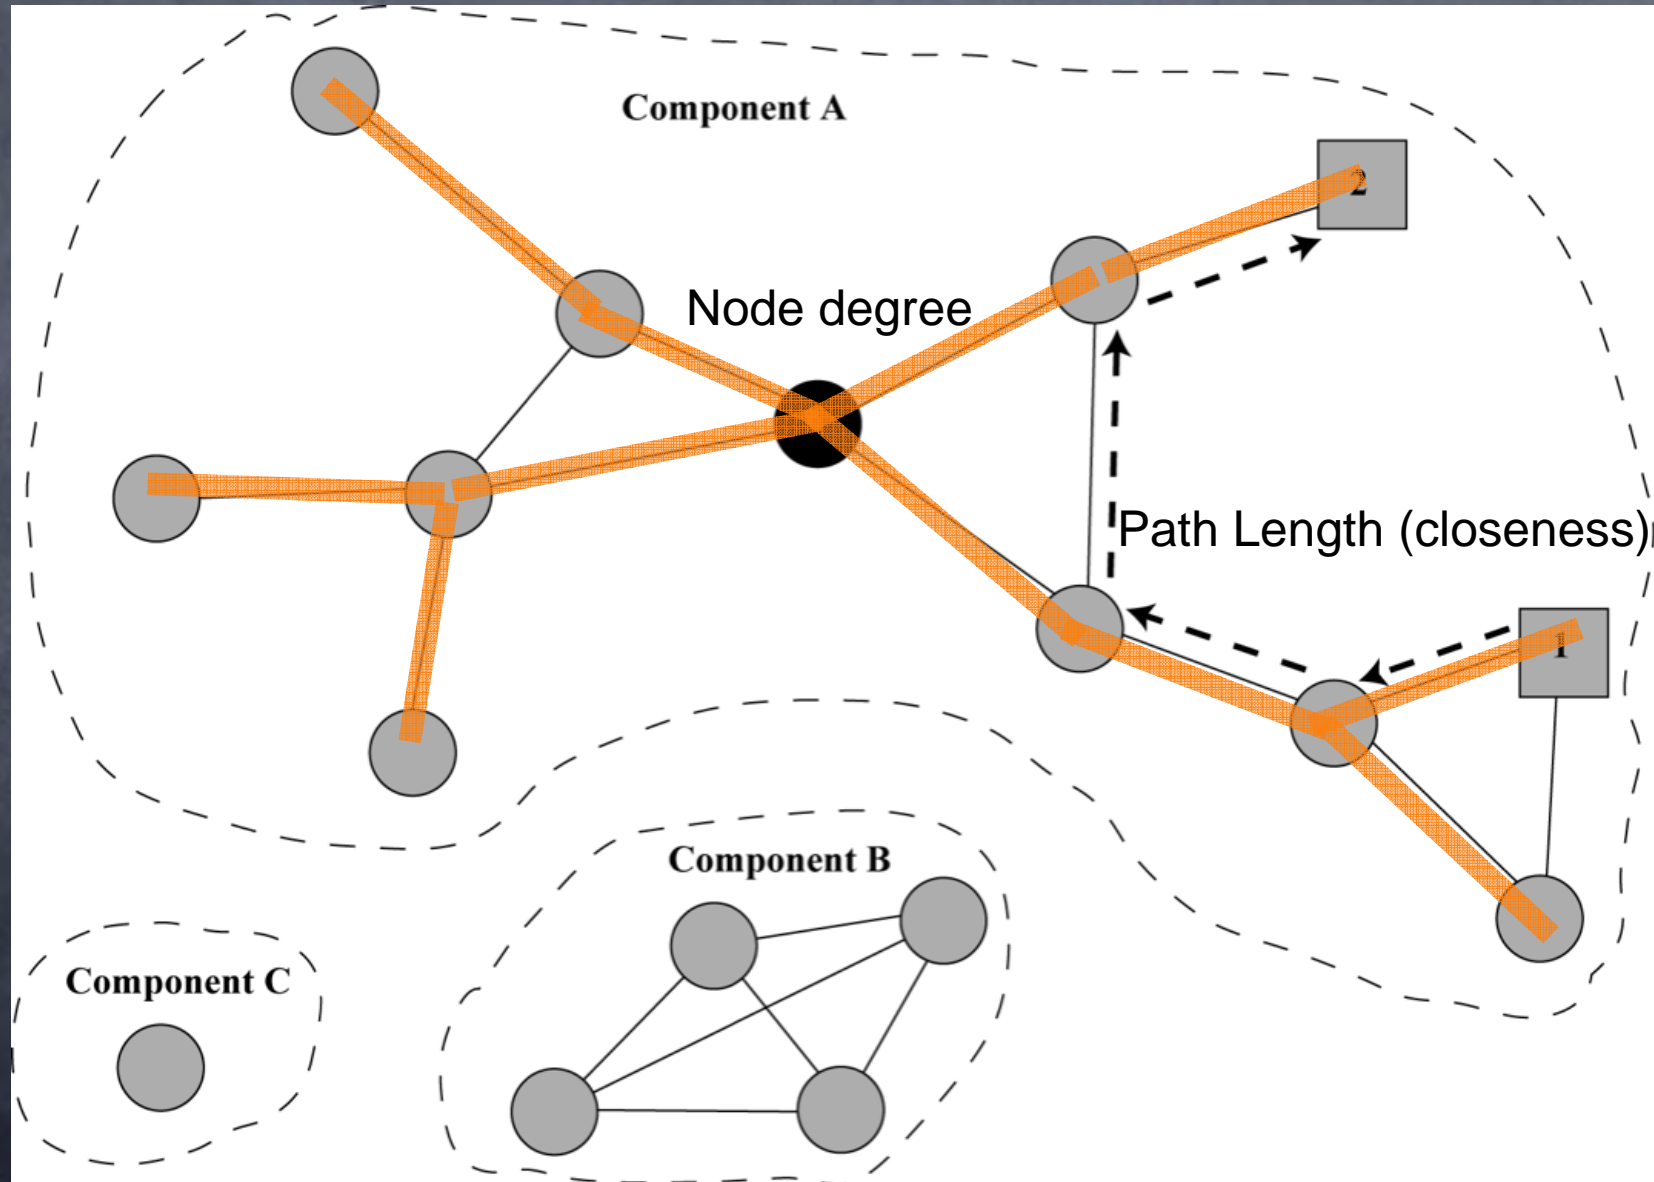 Component A
2
Node degree
Path Length (closeness)
1
Component B
Component C